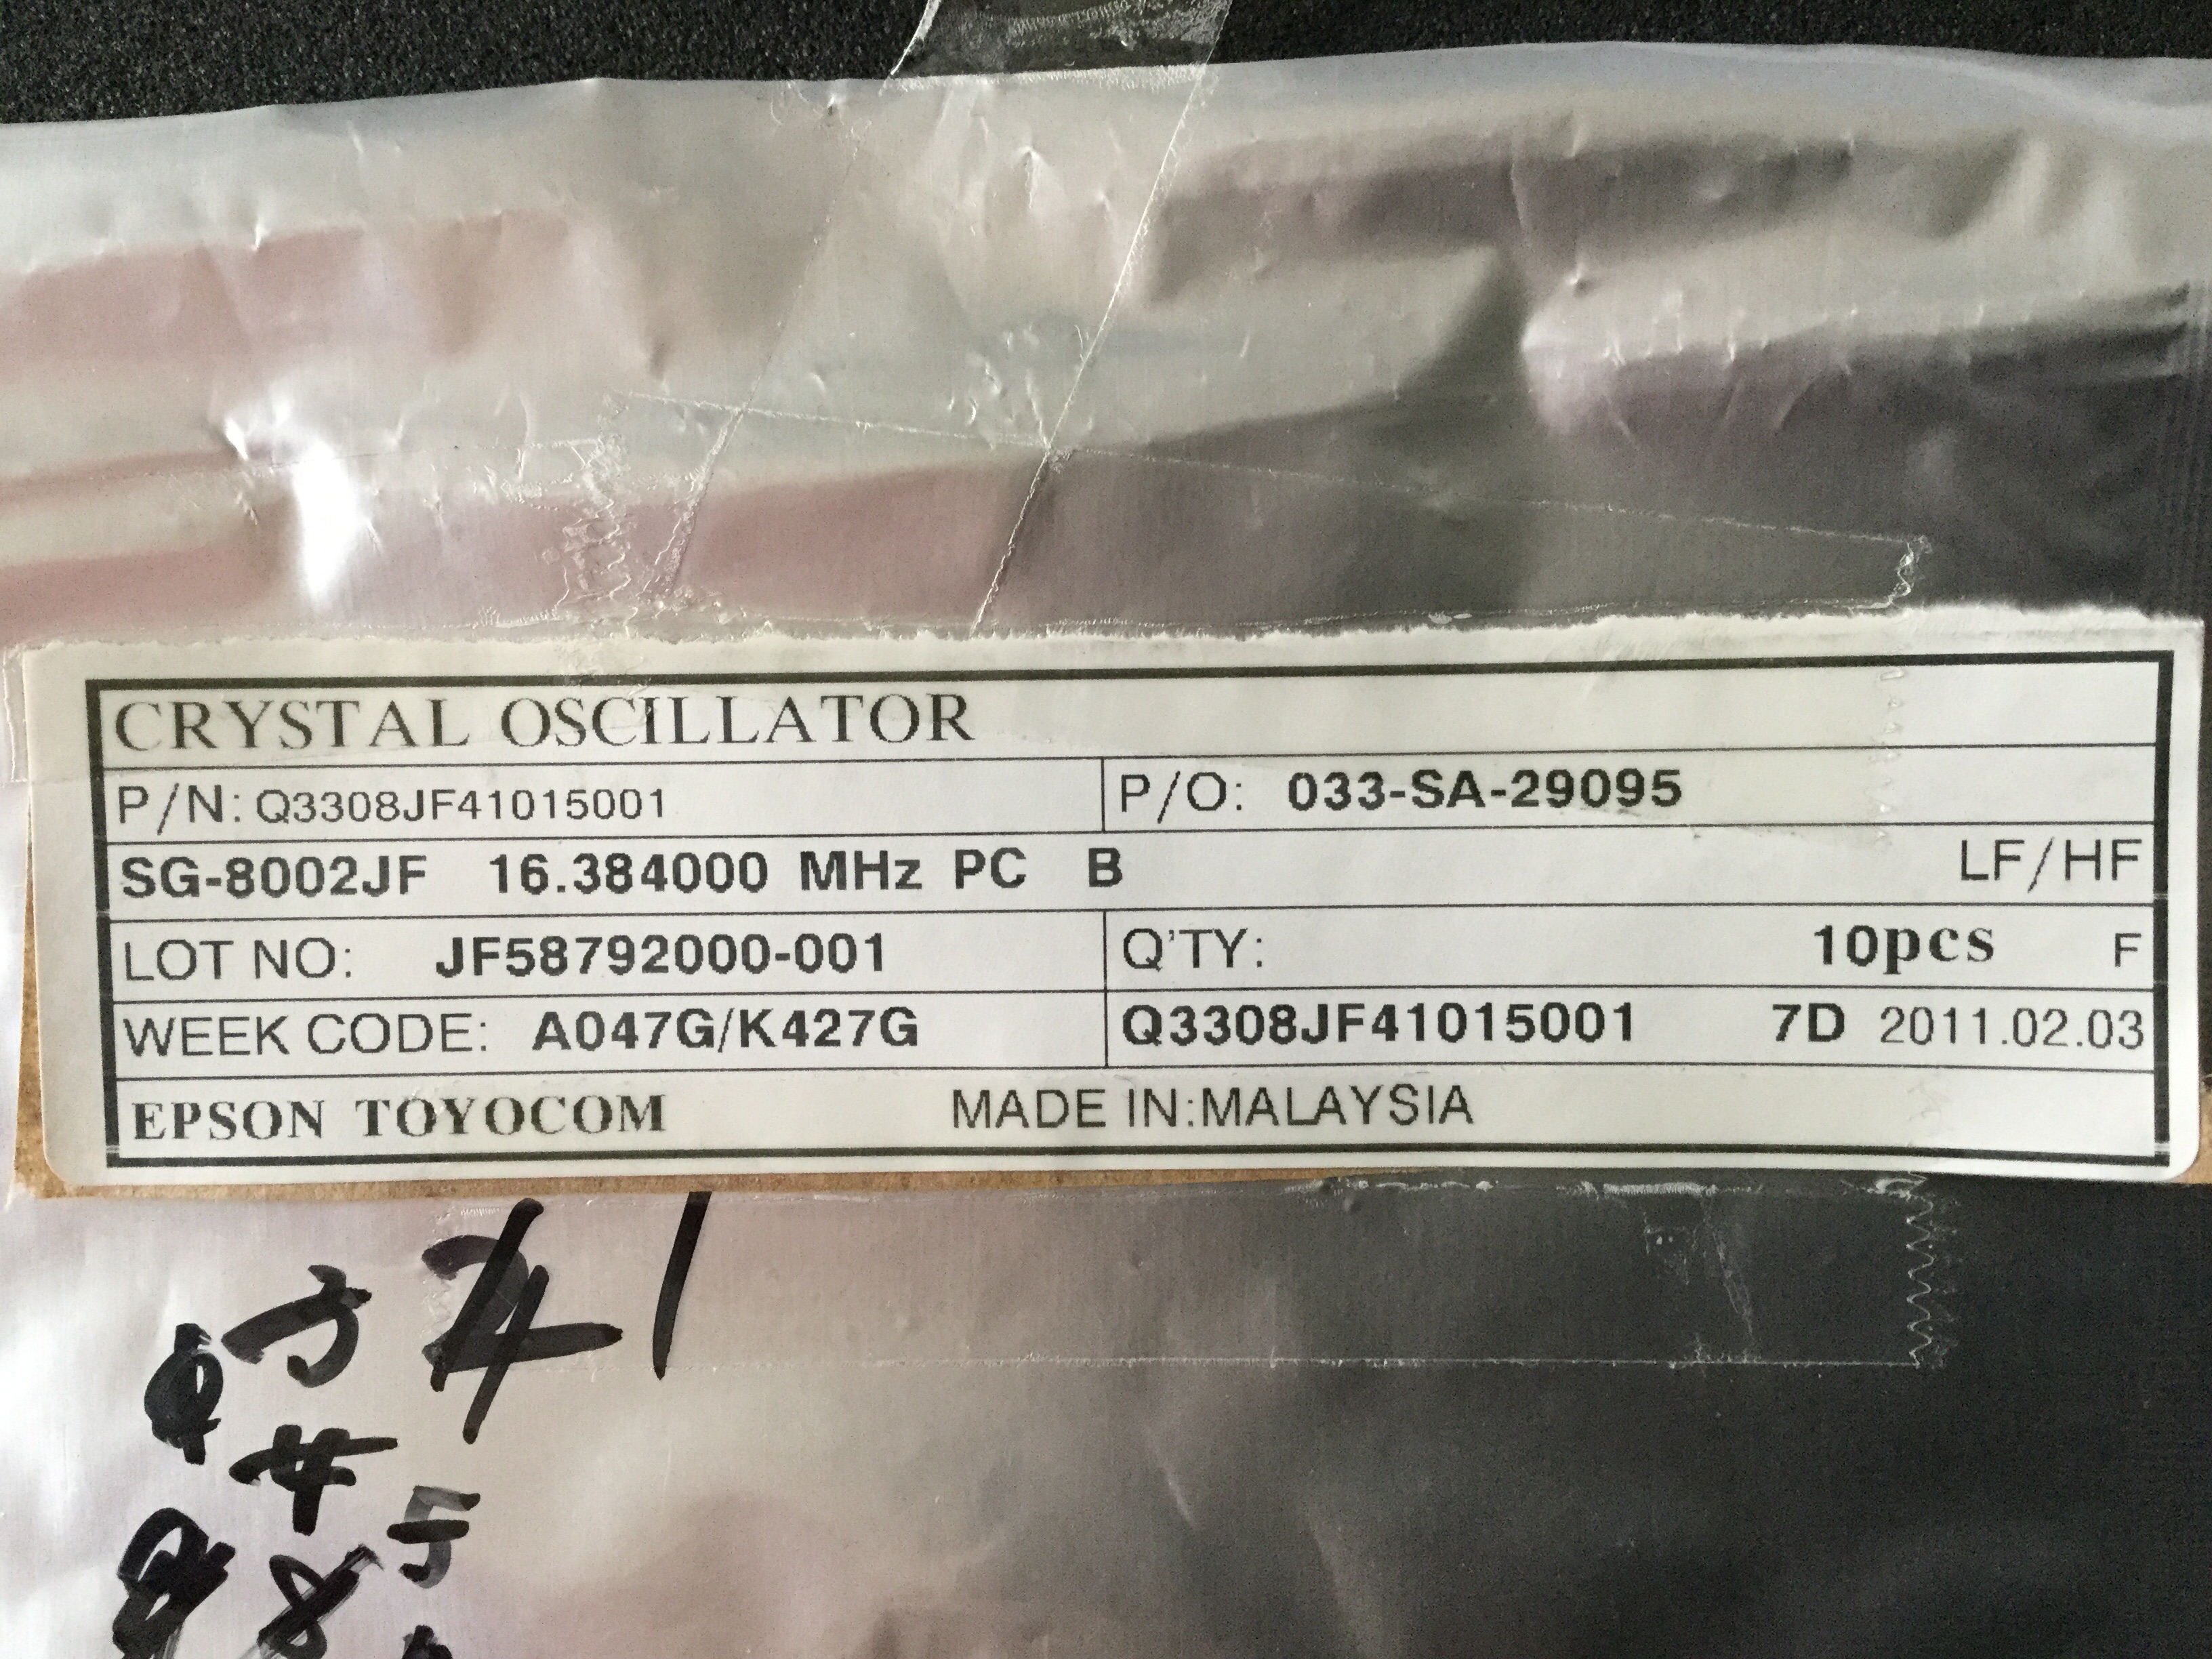 CRYSTAL OSCILLATOR
P/N: Q3308JF41015001 P/O: 033-SA-29095
SG-8002JF 16.384000 MHz PC B LF/HF
LOT NO: JF58792000-001 Q'TY: 10pcs F
WEEK CODE: A047G/K427G Q3308JF41015001 7D 2011.02.03
EPSON TOYOCOM MADE IN:MALAYSIA